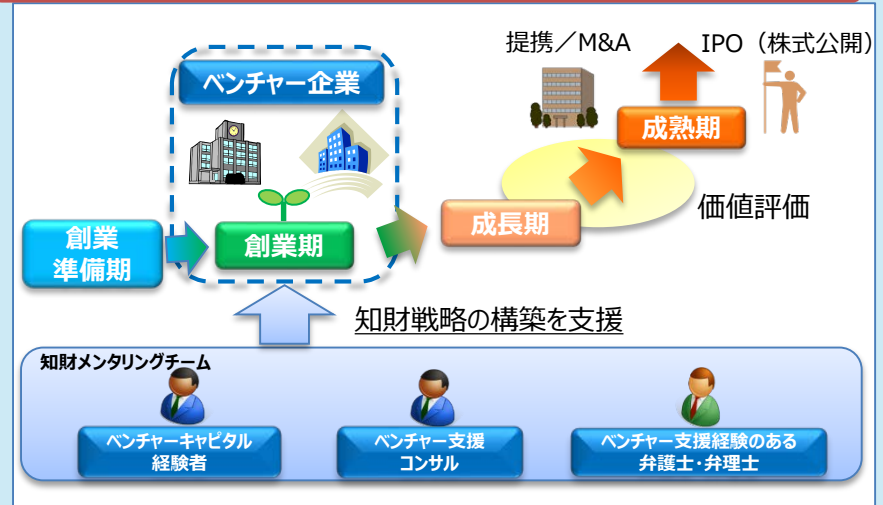 提携／M&A
IPO（株式公開）
ベンチャー企業
成熟期
価値評価
成長期
創業
準備期
創業期
知財戦略の構築を支援
知財メンタリングチーム
ベンチャーキャピタル
経験者
ベンチャー支援
コンサル
ベンチャー支援経験のある
弁護士・弁理士